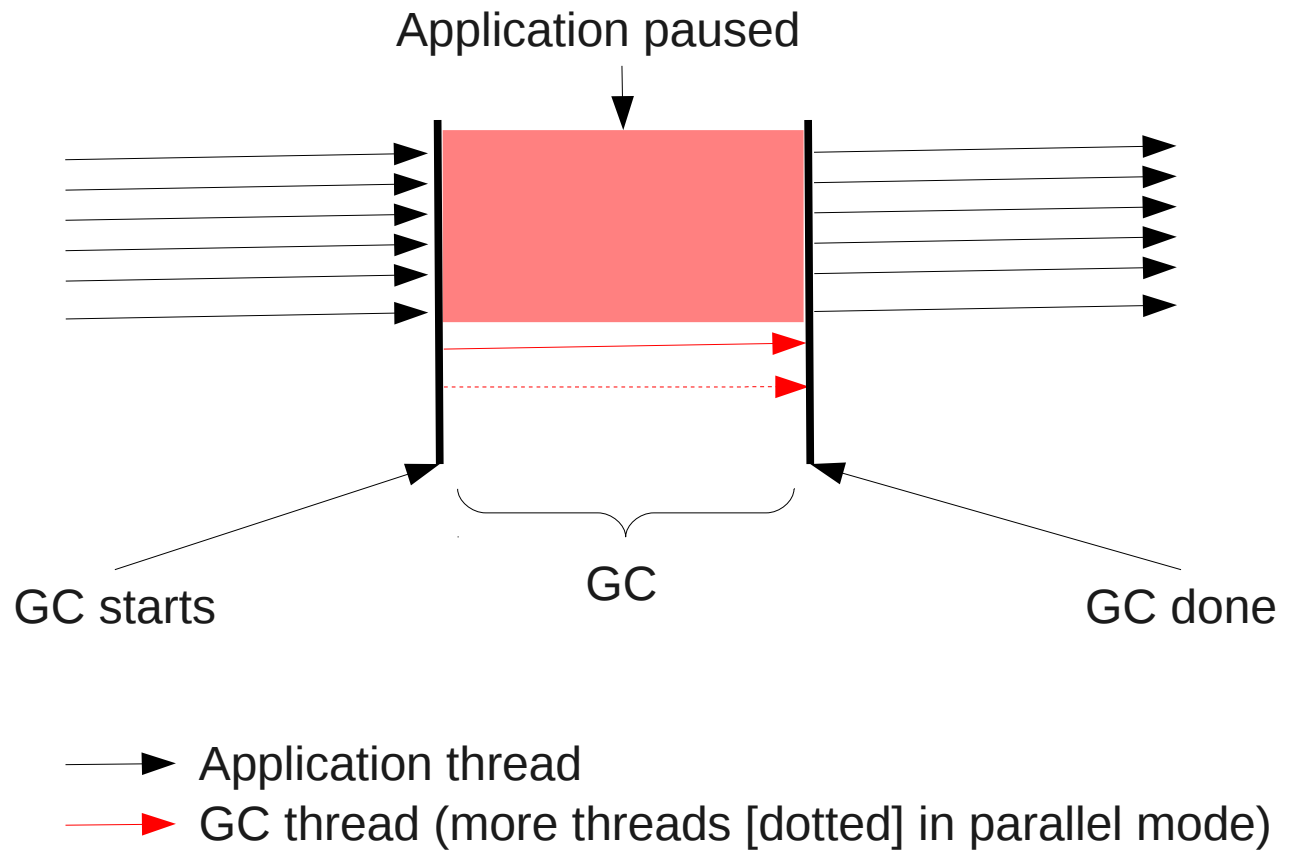 Application paused
GC starts
GC
GC done
Application thread
GC thread (more threads [dotted] in parallel mode)